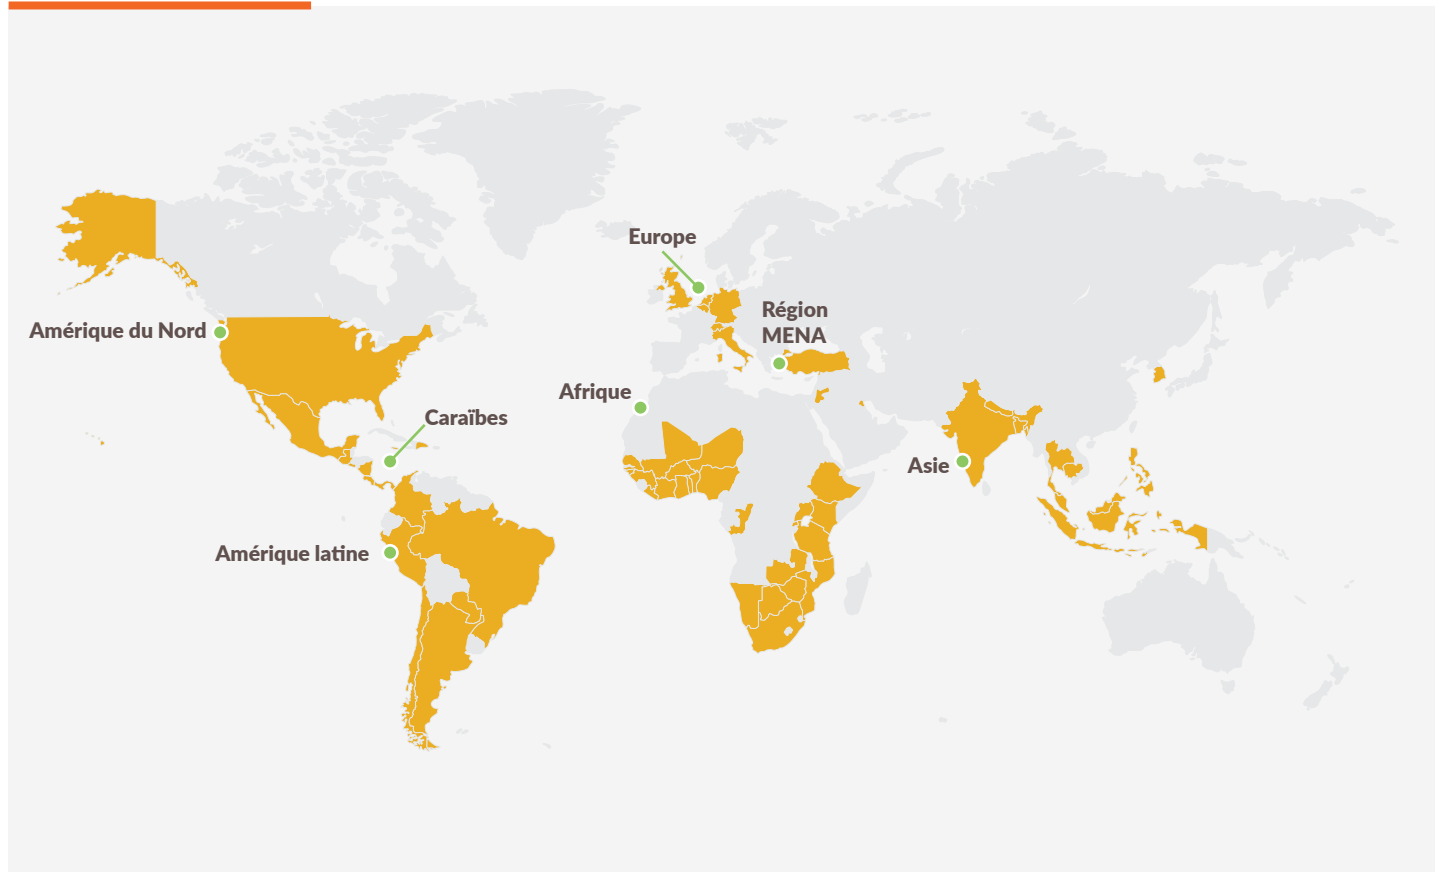 Europe
Région
MENA
Amérique du Nord
Afrique
Caraïbes
Asie
Amérique latine